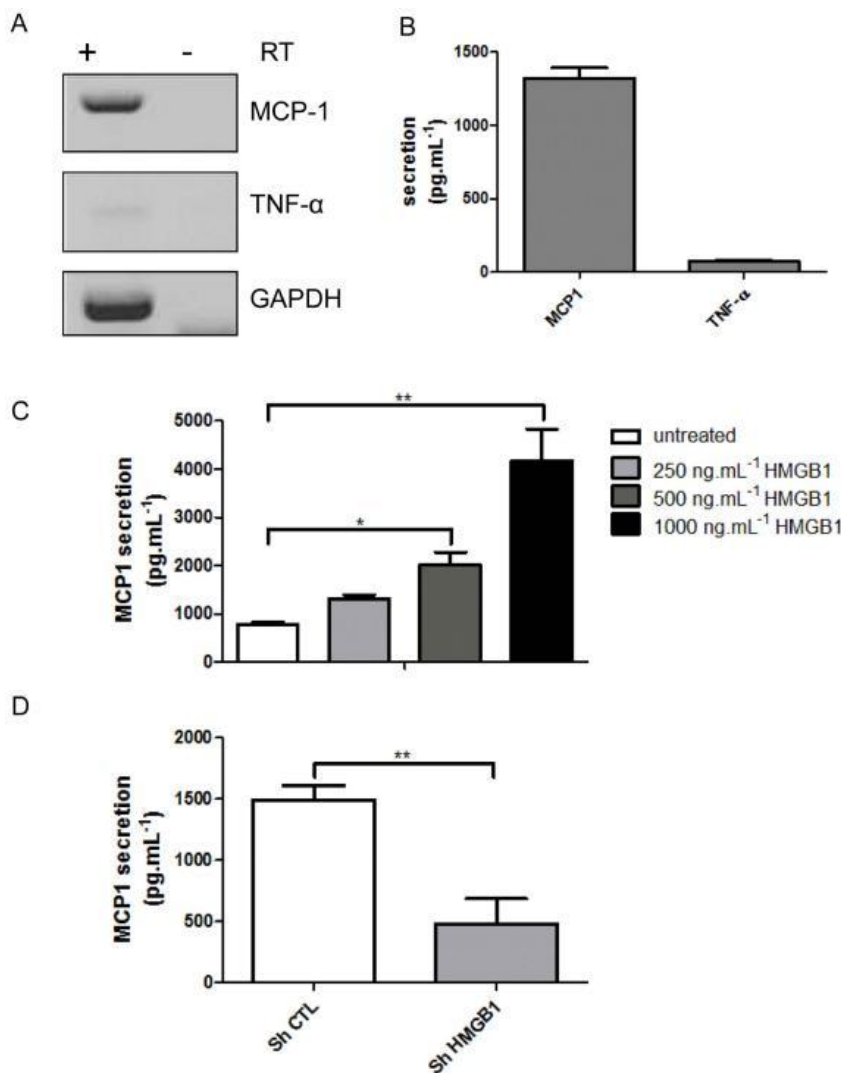 A
+ - RT
MCP-1
TNF-α
GAPDH
B
secretion
(pg.mL-1)
1500
1000
500
0
MCP1
TNF-α
C
MCP1 secretion
(pg.mL-1)
5000
4000
3000
2000
1000
0
**
*
untreated
250 ng.mL-1 HMGB1
500 ng.mL-1 HMGB1
1000 ng.mL-1 HMGB1
D
MCP1 secretion
(pg.mL-1)
2000
1500
1000
500
0
**
Sh CTL
Sh HMGB1